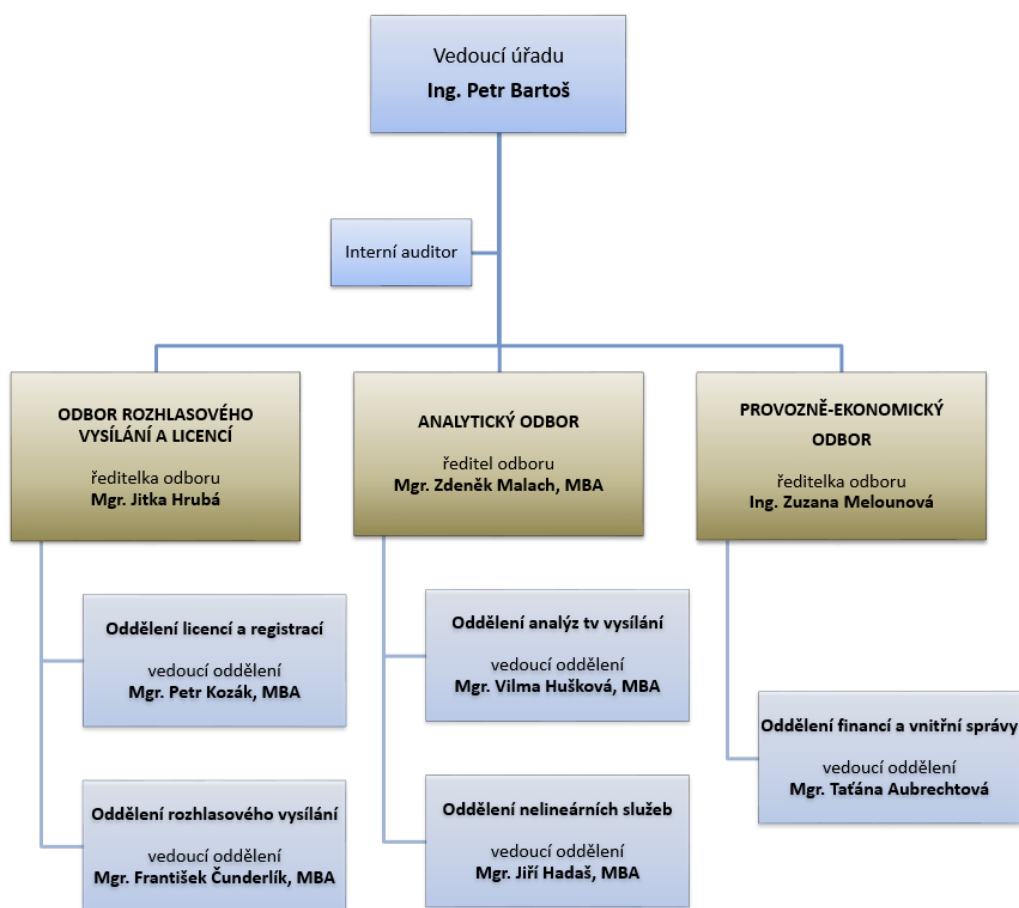 Vedoucí úřadu
Ing. Petr Bartoš
Interní auditor
ODBOR ROZHLASOVÉHO
VYSÍLÁNÍ A LICENCÍ
ředitelka odboru
Mgr. Jitka Hrubá
ANALYTICKÝ ODBOR
ředitel odboru
Mgr. Zdeněk Malach, MBA
PROVOZNĚ-EKONOMICKÝ
ODBOR
ředitelka odboru
Ing. Zuzana Melounová
Oddělení licencí a registrací
vedoucí oddělení
Mgr. Petr Kozák, MBA
Oddělení rozhlasového vysílání
vedoucí oddělení
Mgr. František Čunderlík, MBA
Oddělení analýz tv vysílání
vedoucí oddělení
Mgr. Vilma Hušková, MBA
Oddělení nelineárních služeb
vedoucí oddělení
Mgr. Jiří Hadaš, MBA
Oddělení financí a vnitřní správy
vedoucí oddělení
Mgr. Taťána Aubrechtová